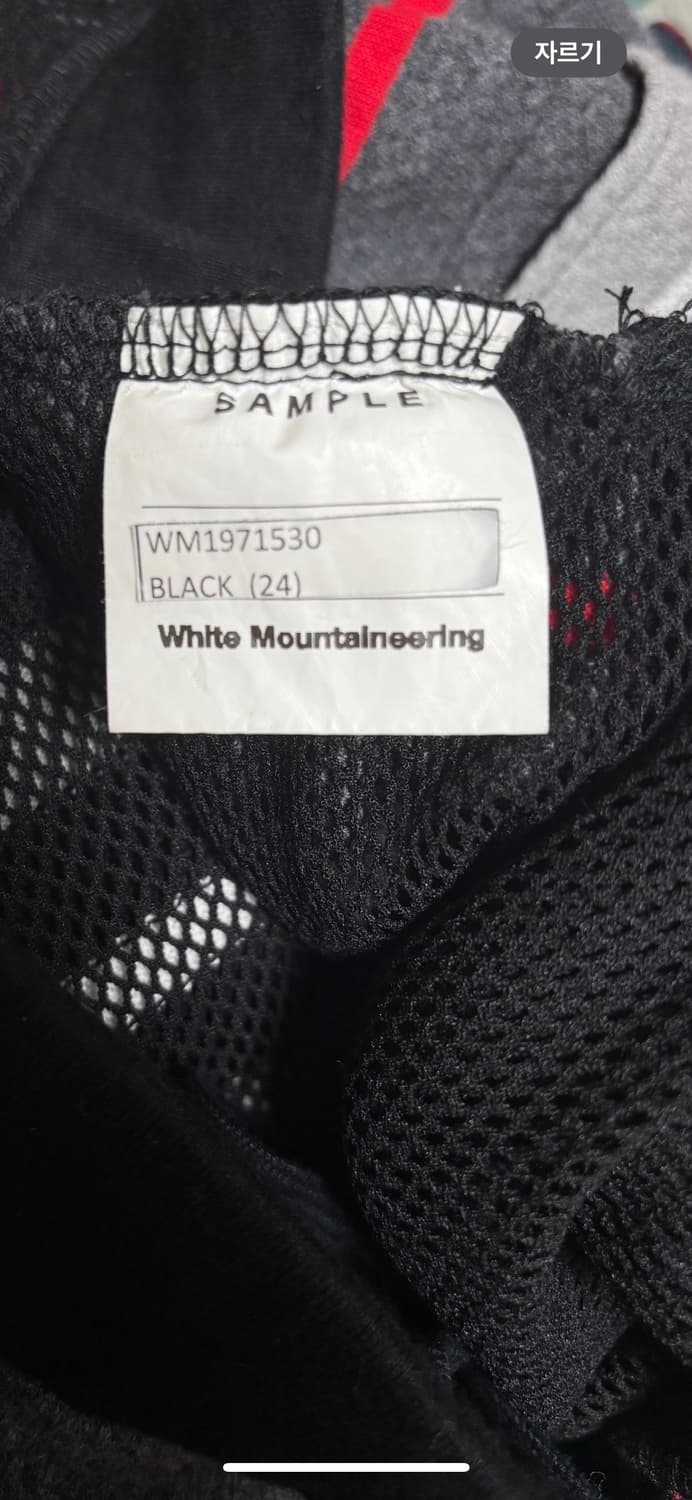 자르기
SAMPLE
WM1971530
BLACK (24)
White Mountaineering